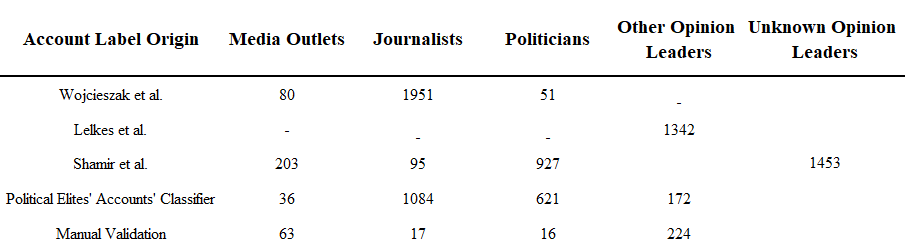 Account Label Origin Media Outlets Journalists Politicians Other Opinion Leaders Unknown Opinion Leaders
Wojcieszak et al. 80 1951 51 -
Lelkes et al. - - - 1342
Shamir et al. 203 95 927 1453
Political Elites' Accounts' Classifier 36 1084 621 172
Manual Validation 63 17 16 224